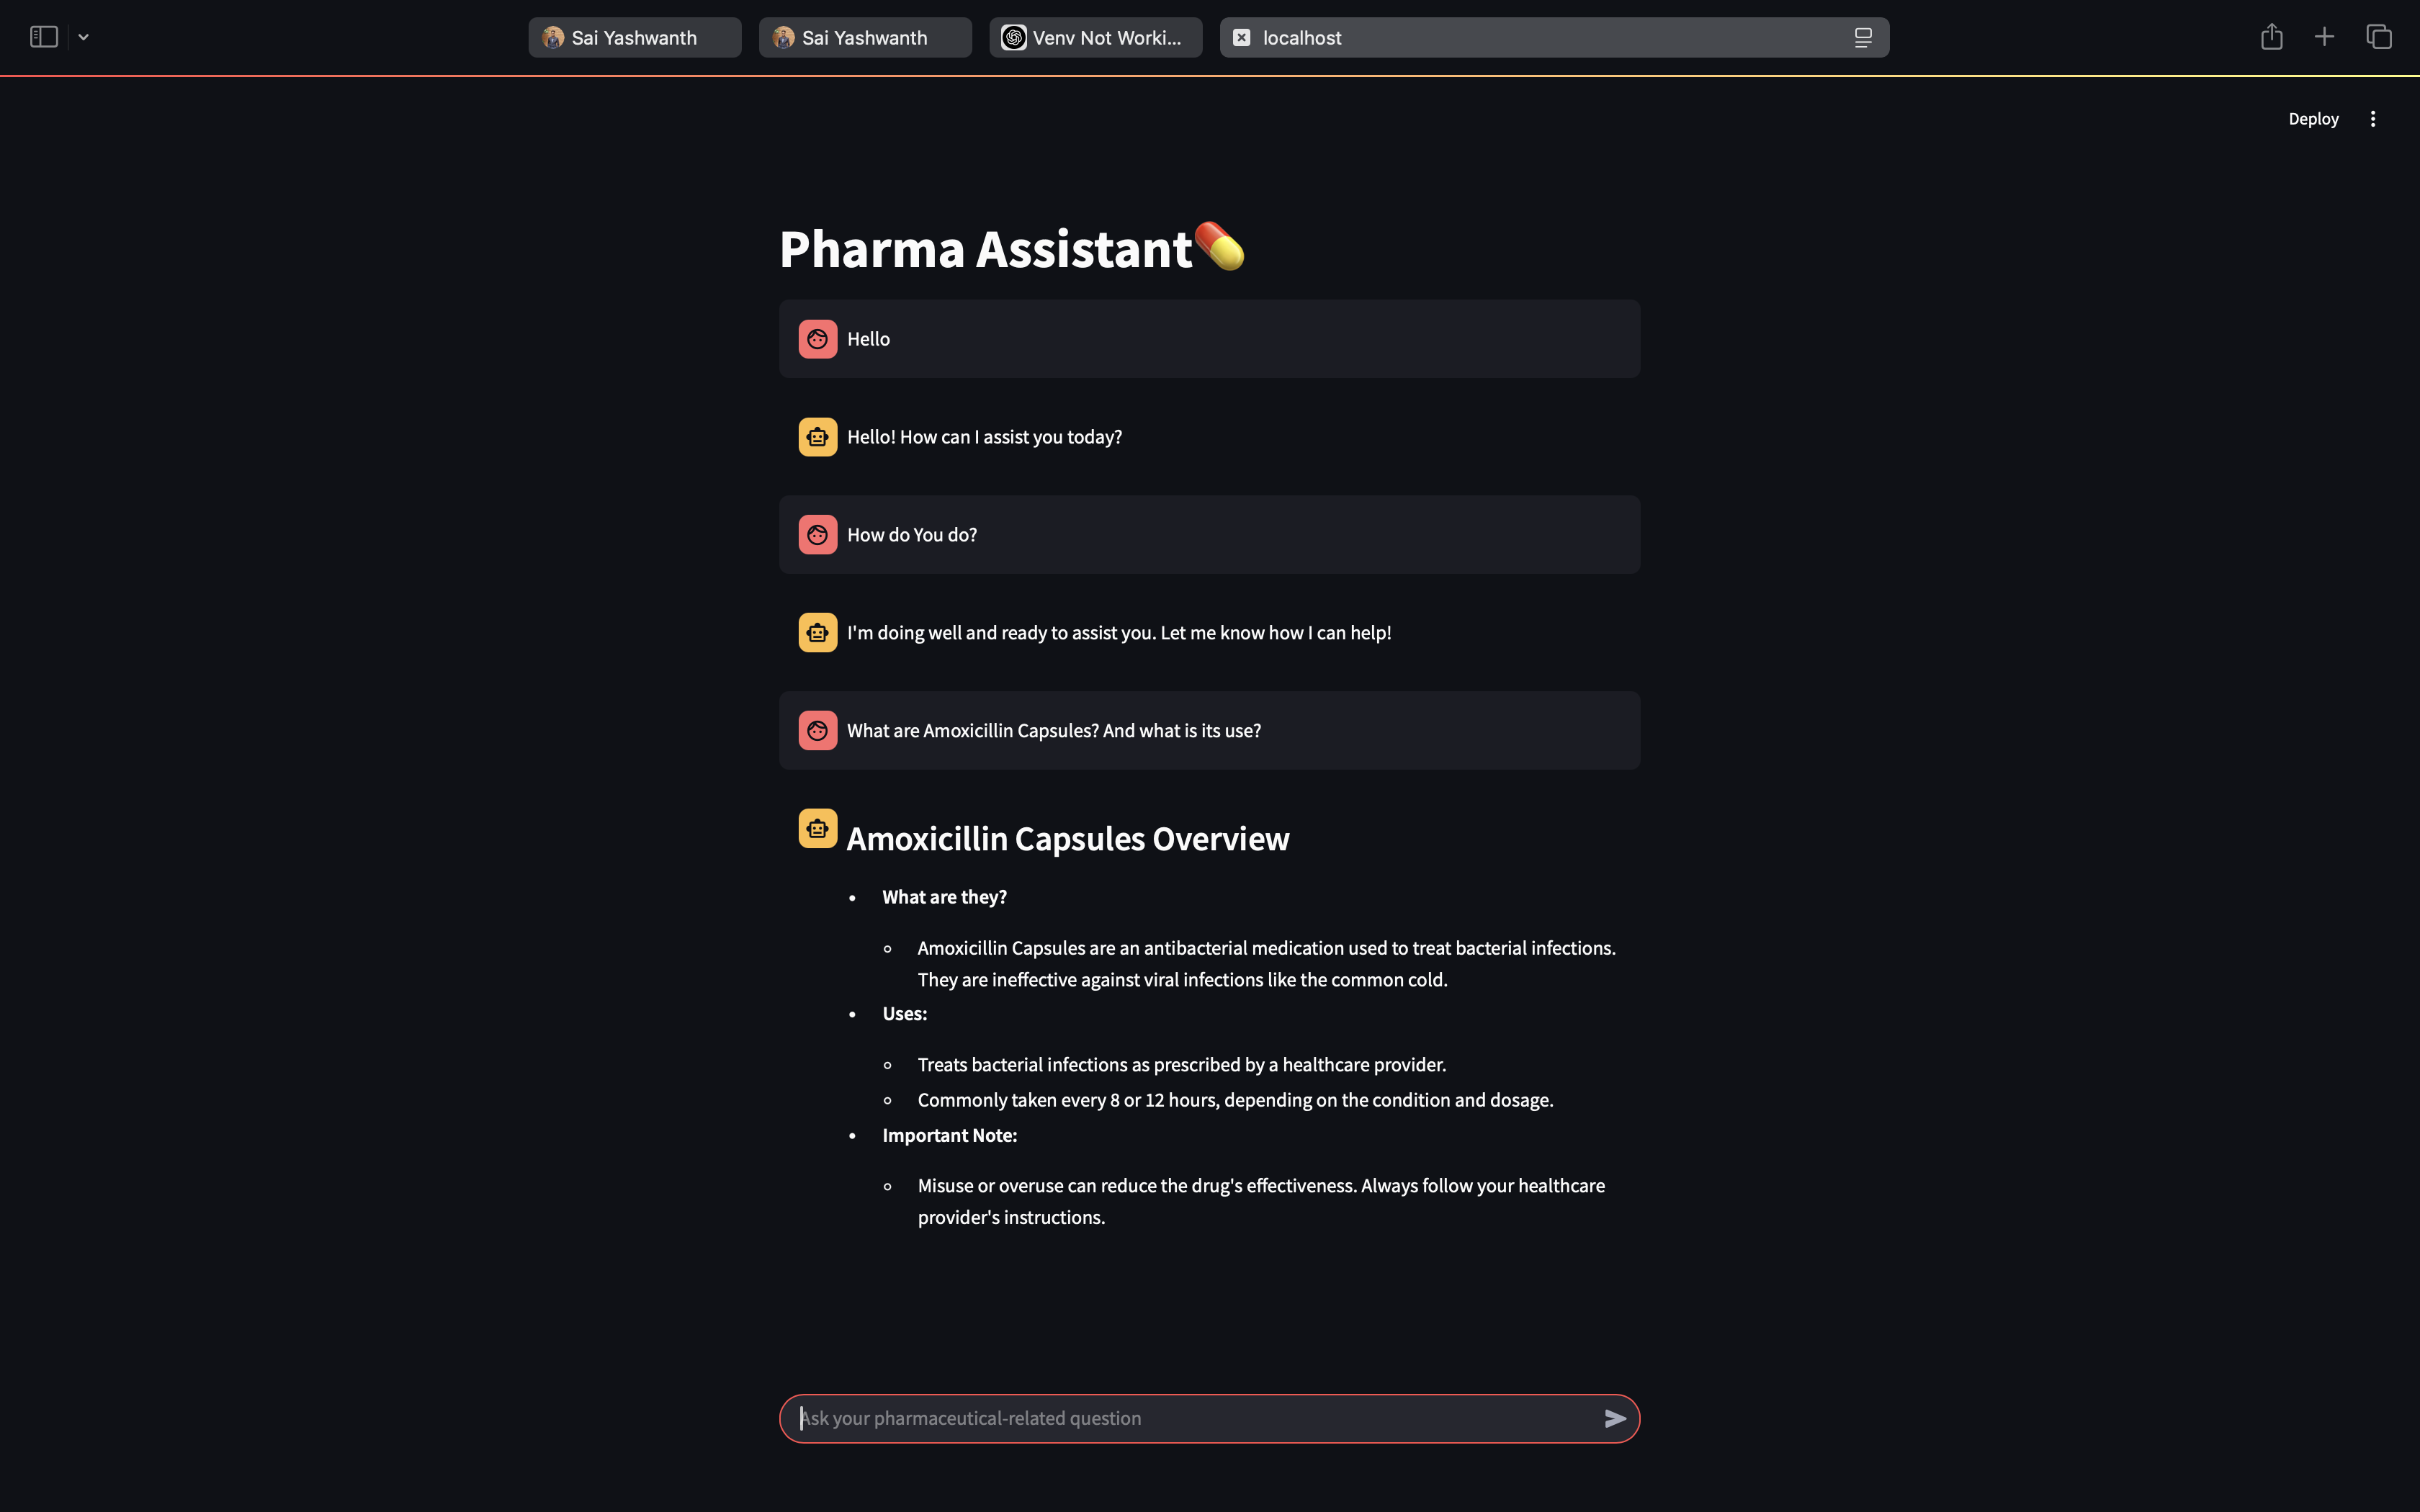 Sai Yashwanth
Sai Yashwanth
Venv Not Worki...
localhost
Deploy
Pharma Assistant
Hello
Hello! How can I assist you today?
How do You do?
I'm doing well and ready to assist you. Let me know how I can help!
What are Amoxicillin Capsules? And what is its use?
Amoxicillin Capsules Overview
• What are they?
◦ Amoxicillin Capsules are an antibacterial medication used to treat bacterial infections.
They are ineffective against viral infections like the common cold.
• Uses:
◦ Treats bacterial infections as prescribed by a healthcare provider.
◦ Commonly taken every 8 or 12 hours, depending on the condition and dosage.
• Important Note:
◦ Misuse or overuse can reduce the drug's effectiveness. Always follow your healthcare
provider's instructions.
Ask your pharmaceutical-related question